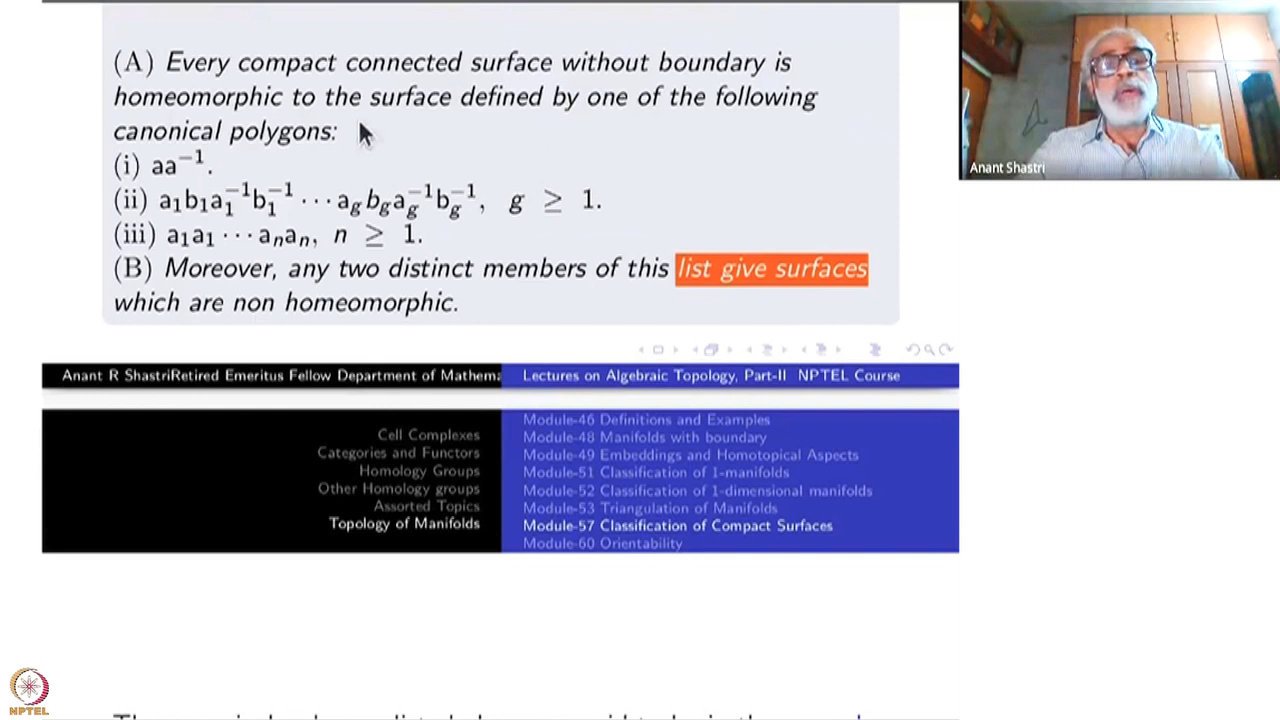 (A) Every compact connected surface without boundary is
homeomorphic to the surface defined by one of the following
canonical polygons:
(i) aa⁻¹.
(ii) a₁b₁a₁⁻¹b₁⁻¹ ⋯ a_g b_g a_g⁻¹b_g⁻¹, g ≥ 1.
(iii) a₁a₁ ⋯ aₙaₙ, n ≥ 1.
(B) Moreover, any two distinct members of this list give surfaces
which are non homeomorphic.
Anant Shastri
Anant R ShastriRetired Emeritus Fellow Department of Mathema
Lectures on Algebraic Topology, Part-II NPTEL Course
Cell Complexes
Categories and Functors
Homology Groups
Other Homology groups
Assorted Topics
Topology of Manifolds
Module-46 Definitions and Examples
Module-48 Manifolds with boundary
Module-49 Embeddings and Homotopical Aspects
Module-51 Classification of 1-manifolds
Module-52 Classification of 1-dimensional manifolds
Module-53 Triangulation of Manifolds
Module-57 Classification of Compact Surfaces
Module-60 Orientability
NPTEL